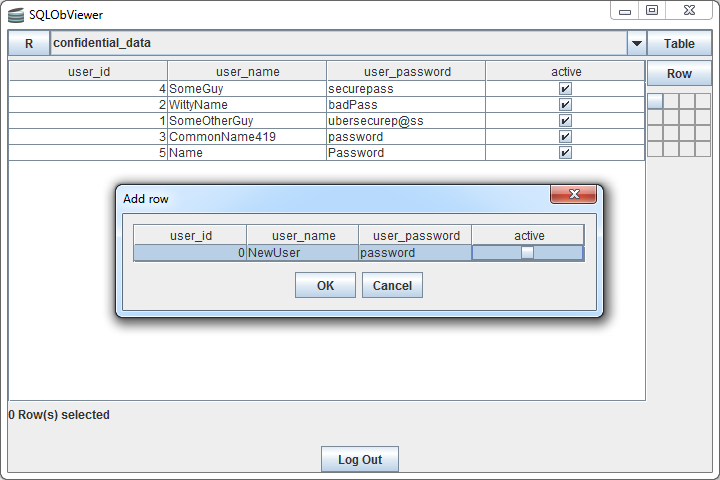 SQLObViewer
R confidential_data Table
user_id user_name user_password active
Row
4 SomeGuy securepass
2 WittyName badPass
1 SomeOtherGuy ubersecurep@ss
3 CommonName419 password
5 Name Password
Add row
user_id user_name user_password active
0 NewUser password
OK Cancel
0 Row(s) selected
Log Out